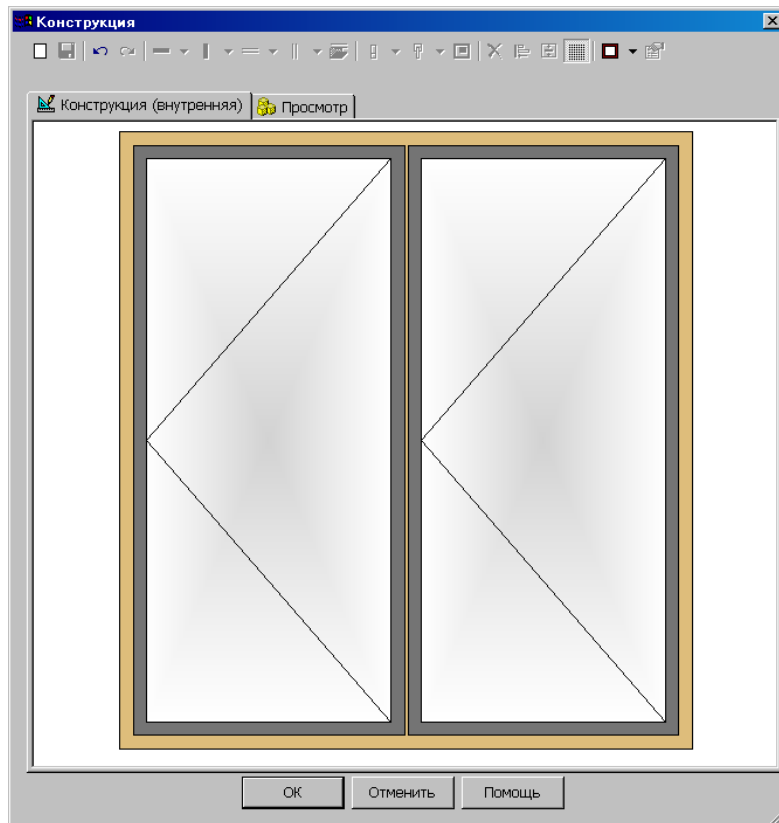 Конструкция
Конструкция (внутренняя)
Просмотр
ОК
Отменить
Помощь